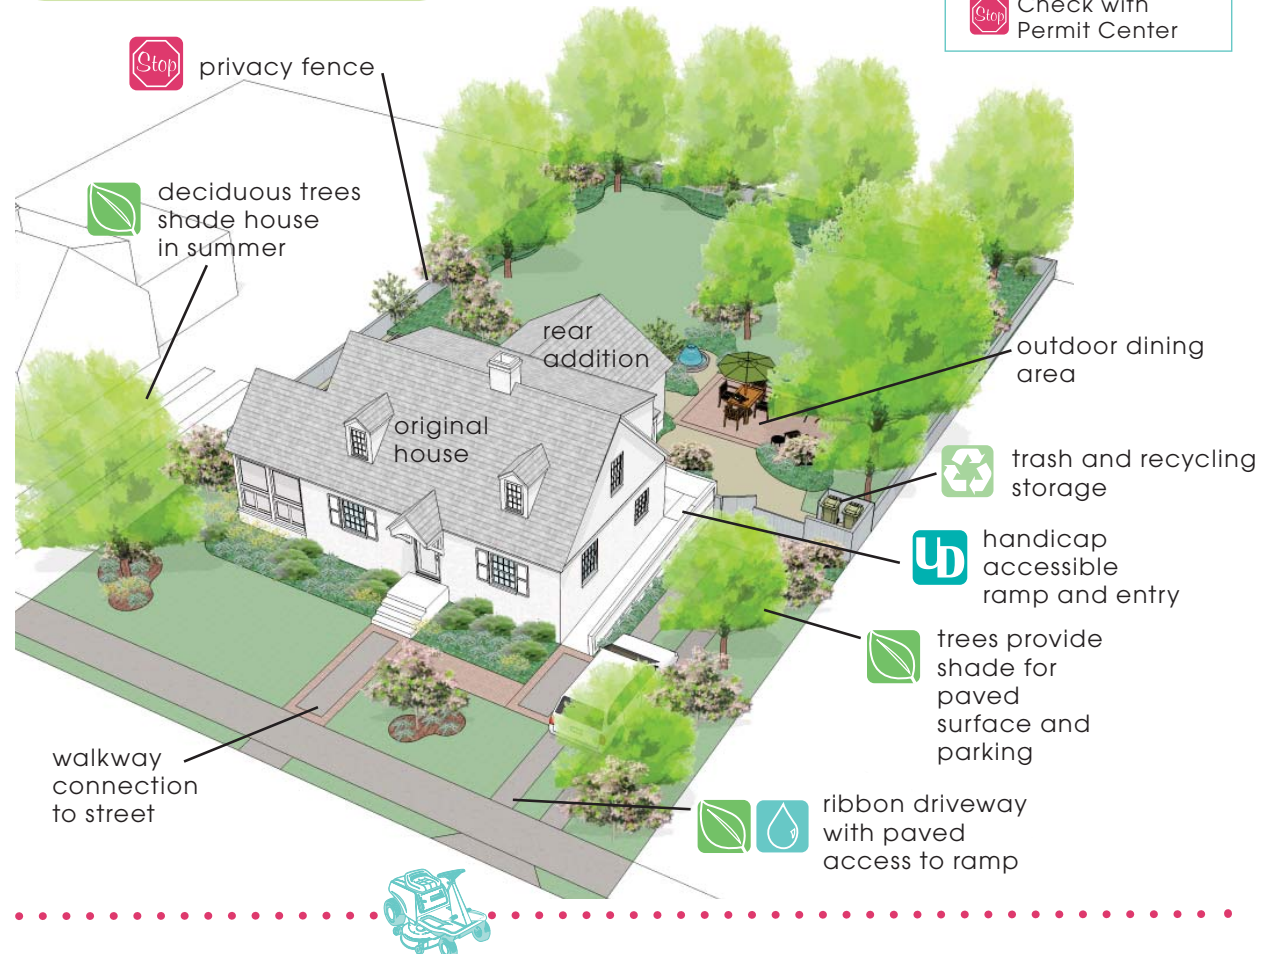 Stop
Check with
Permit Center
Stop
privacy fence
deciduous trees
shade house
in summer
rear
addition
original
house
outdoor dining
area
trash and recycling
storage
UD
handicap
accessible
ramp and entry
trees provide
shade for
paved
surface and
parking
walkway
connection
to street
ribbon driveway
with paved
access to ramp